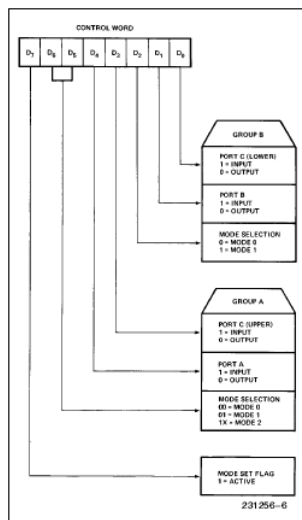 CONTROL WORD
D7 D6 D5 D4 D3 D2 D1 D0
GROUP B
PORT C (LOWER)
1 = INPUT
0 = OUTPUT
PORT B
1 = INPUT
0 = OUTPUT
MODE SELECTION
0 = MODE 0
1 = MODE 1
GROUP A
PORT C (UPPER)
1 = INPUT
0 = OUTPUT
PORT A
1 = INPUT
0 = OUTPUT
MODE SELECTION
00 = MODE 0
01 = MODE 1
1X = MODE 2
MODE SET FLAG
1 = ACTIVE
231256–6